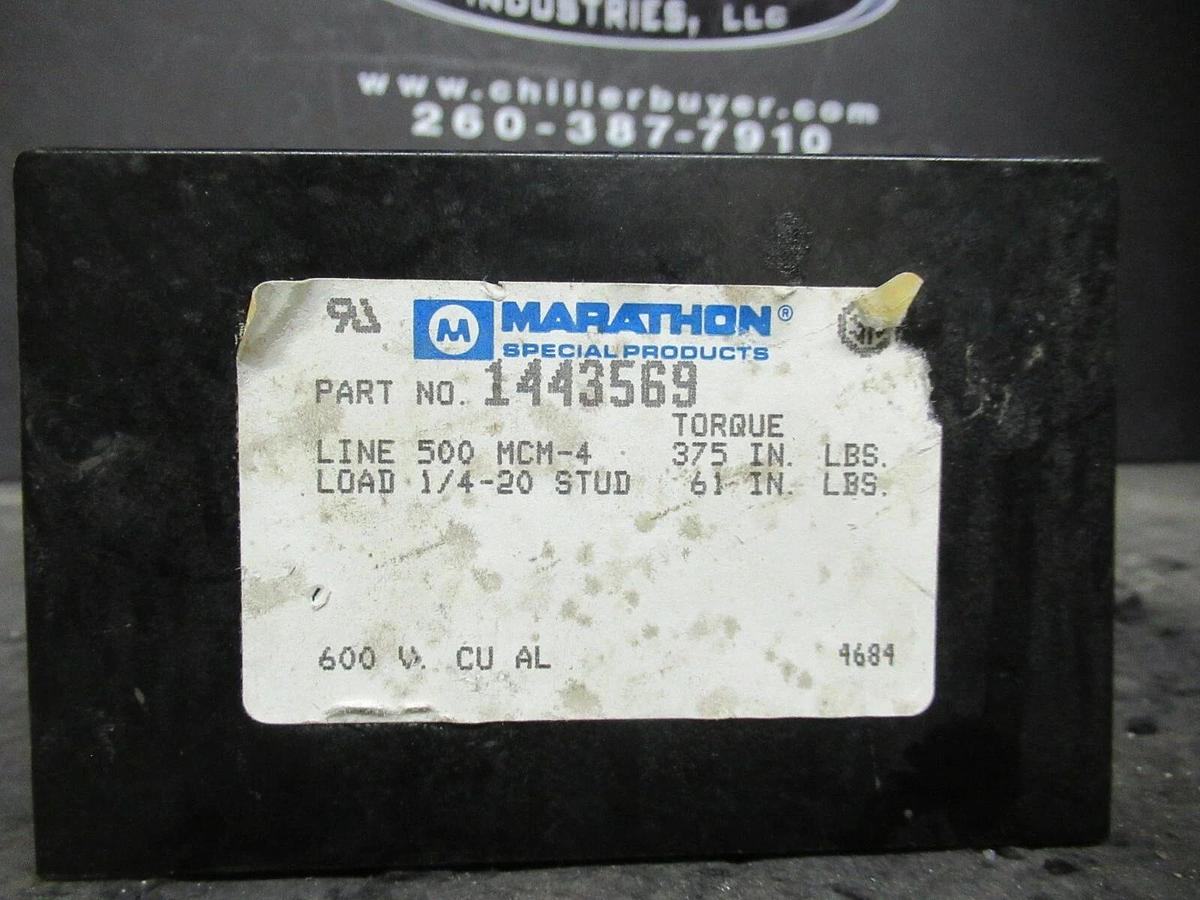 INDUSTRIES, LLC
www.chillerbuyer.com
260-387-7910
MARATHON®
SPECIAL PRODUCTS
PART NO. 1443569
TORQUE
LINE 500 MCM-4 375 IN. LBS.
LOAD 1/4-20 STUD 61 IN. LBS.
600 V. CU AL 4684